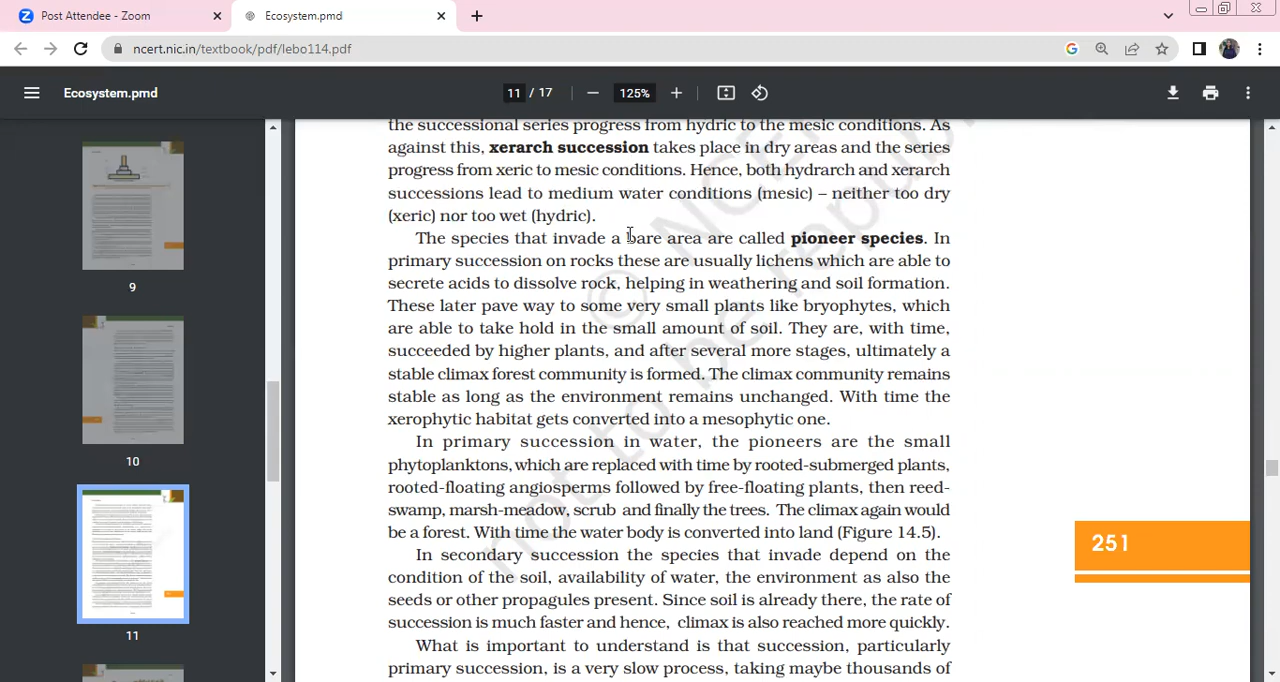 Post Attendee - Zoom
Ecosystem.pmd
ncert.nic.in/textbook/pdf/lebo114.pdf
Ecosystem.pmd
11 / 17
125%
9
10
11
the successional series progress from hydric to the mesic conditions. As
against this, xerarch succession takes place in dry areas and the series
progress from xeric to mesic conditions. Hence, both hydrarch and xerarch
successions lead to medium water conditions (mesic) – neither too dry
(xeric) nor too wet (hydric).
The species that invade a bare area are called pioneer species. In
primary succession on rocks these are usually lichens which are able to
secrete acids to dissolve rock, helping in weathering and soil formation.
These later pave way to some very small plants like bryophytes, which
are able to take hold in the small amount of soil. They are, with time,
succeeded by higher plants, and after several more stages, ultimately a
stable climax forest community is formed. The climax community remains
stable as long as the environment remains unchanged. With time the
xerophytic habitat gets converted into a mesophytic one.
In primary succession in water, the pioneers are the small
phytoplanktons, which are replaced with time by rooted-submerged plants,
rooted-floating angiosperms followed by free-floating plants, then reed-
swamp, marsh-meadow, scrub and finally the trees. The climax again would
be a forest. With time the water body is converted into land (Figure 14.5).
In secondary succession the species that invade depend on the
condition of the soil, availability of water, the environment as also the
seeds or other propagules present. Since soil is already there, the rate of
succession is much faster and hence, climax is also reached more quickly.
What is important to understand is that succession, particularly
primary succession, is a very slow process, taking maybe thousands of
251